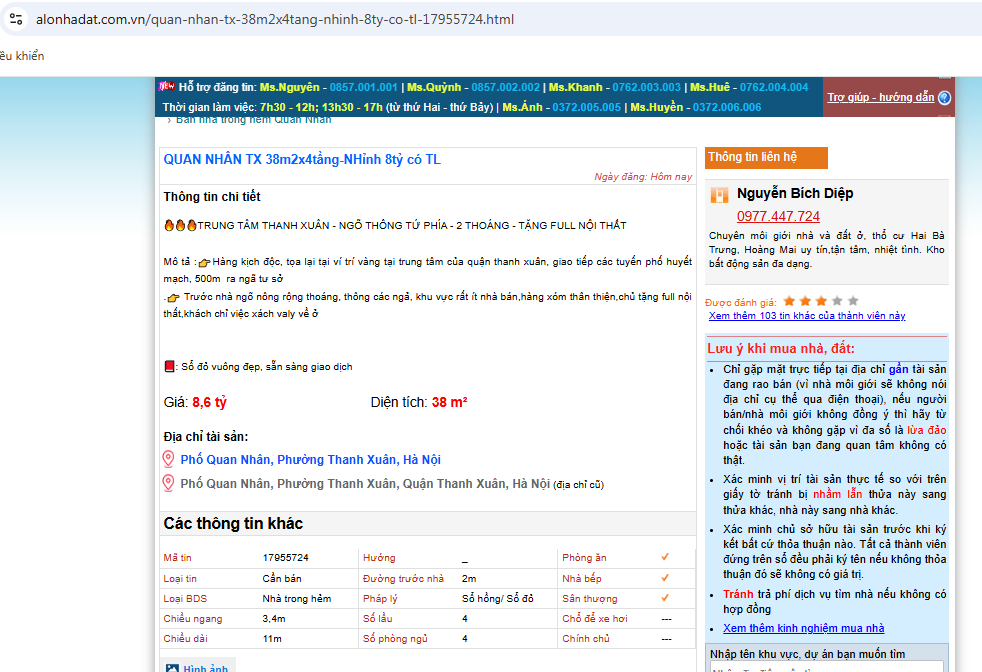 alonhadat.com.vn/quan-nhan-tx-38m2x4tang-nhinh-8ty-co-tl-17955724.html
ều khiển
NEW Hỗ trợ đăng tin: Ms.Nguyên - 0857.001.001 | Ms.Quỳnh - 0857.002.002 | Ms.Khanh - 0762.003.003 | Ms.Huê - 0762.004.004
Thời gian làm việc: 7h30 - 12h; 13h30 - 17h (từ thứ Hai - thứ Bảy) | Ms.Ánh - 0372.005.005 | Ms.Huyền - 0372.006.006
Trợ giúp - hướng dẫn
› Bán nhà trong hẻm Quan Nhân
QUAN NHÂN TX 38m2x4tầng-NHỉnh 8tỷ có TL
Ngày đăng: Hôm nay
Thông tin chi tiết
TRUNG TÂM THANH XUÂN - NGÕ THÔNG TỨ PHÍA - 2 THOÁNG - TẶNG FULL NỘI THẤT
Mô tả : Hàng kịch độc, tọa lại tại ví trí vàng tại trung tâm của quận thanh xuân, giao tiếp các tuyến phố huyết
mạch, 500m ra ngã tư sở
. Trước nhà ngõ nông rộng thoáng, thông các ngả, khu vực rất ít nhà bán,hàng xóm thân thiện,chủ tặng full nội
thất,khách chỉ việc xách valy về ở
: Sổ đỏ vuông đẹp, sẵn sàng giao dịch
Giá: 8,6 tỷ
Diện tích: 38 m²
Địa chỉ tài sản:
Phố Quan Nhân, Phường Thanh Xuân, Hà Nội
Phố Quan Nhân, Phường Thanh Xuân, Quận Thanh Xuân, Hà Nội (địa chỉ cũ)
Các thông tin khác
Mã tin 17955724 Hướng _ Phòng ăn ✓
Loại tin Cần bán Đường trước nhà 2m Nhà bếp ✓
Loại BDS Nhà trong hẻm Pháp lý Sổ hồng/ Sổ đỏ Sân thượng ✓
Chiều ngang 3,4m Số lầu 4 Chổ để xe hơi ---
Chiều dài 11m Số phòng ngủ 4 Chính chủ ---
Hình ảnh
Thông tin liên hệ
Nguyễn Bích Diệp
0977.447.724
Chuyên môi giới nhà và đất ở, thổ cư Hai Bà
Trưng, Hoàng Mai uy tín,tận tâm, nhiệt tình. Kho
bất động sản đa dạng.
Được đánh giá:
Xem thêm 103 tin khác của thành viên này
Lưu ý khi mua nhà, đất:
• Chỉ gặp mặt trực tiếp tại địa chỉ gần tài sản
đang rao bán (vì nhà môi giới sẽ không nói
địa chỉ cụ thể qua điện thoại), nếu người
bán/nhà môi giới không đồng ý thì hãy từ
chối khéo và không gặp vì đa số là lừa đảo
hoặc tài sản bạn đang quan tâm không có
thật.
• Xác minh vị trí tài sản thực tế so với trên
giấy tờ tránh bị nhầm lẫn thửa này sang
thửa khác, nhà này sang nhà khác.
• Xác minh chủ sở hữu tài sản trước khi ký
kết bất cứ thỏa thuận nào. Tất cả thành viên
đứng trên sổ đều phải ký tên nếu không thỏa
thuận đó sẽ không có giá trị.
• Tránh trả phí dịch vụ tìm nhà nếu không có
hợp đồng
• Xem thêm kinh nghiệm mua nhà
Nhập tên khu vực, dự án bạn muốn tìm